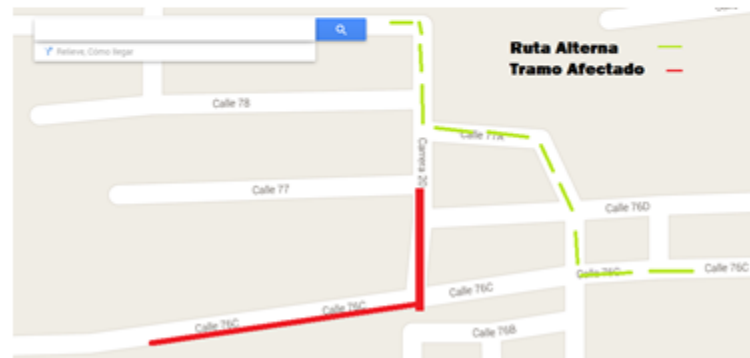 Relieve, Cómo llegar
Ruta Alterna
Tramo Afectado
Calle 78
Calle 77A
Carrera 20
Calle 77
Calle 76D
Calle 76C
Calle 76C
Calle 76C
Calle 76C
Calle 76C
Calle 76B